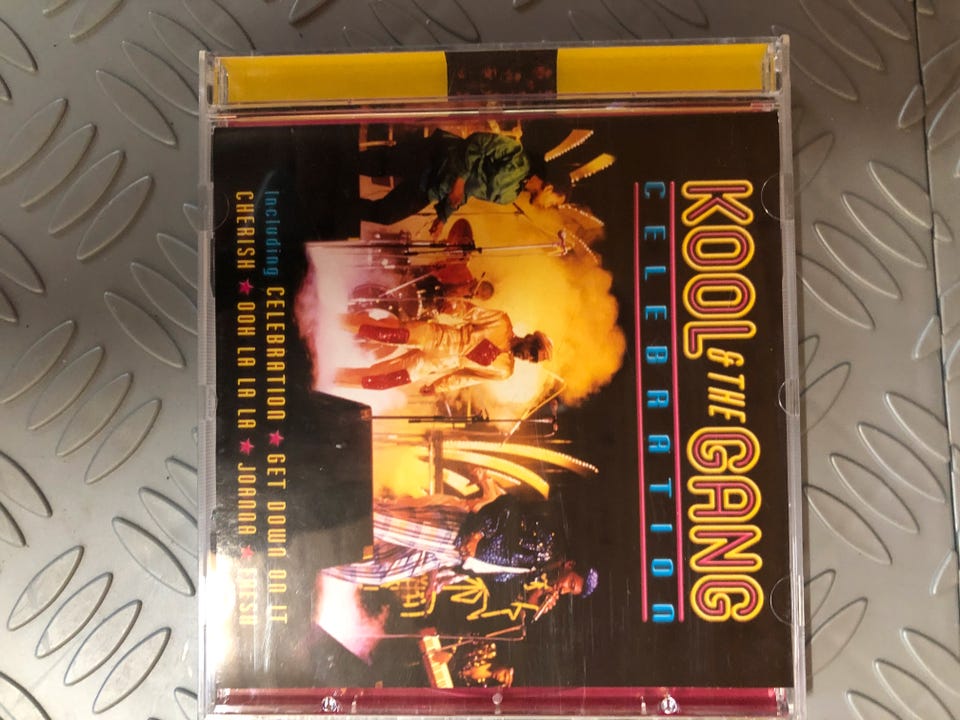 KOOL & THE GANG
CELEBRATION
including CELEBRATION ★ GET DOWN ON IT
CHERISH ★ OOH LA LA LA ★ JOANNA ★ FRESH